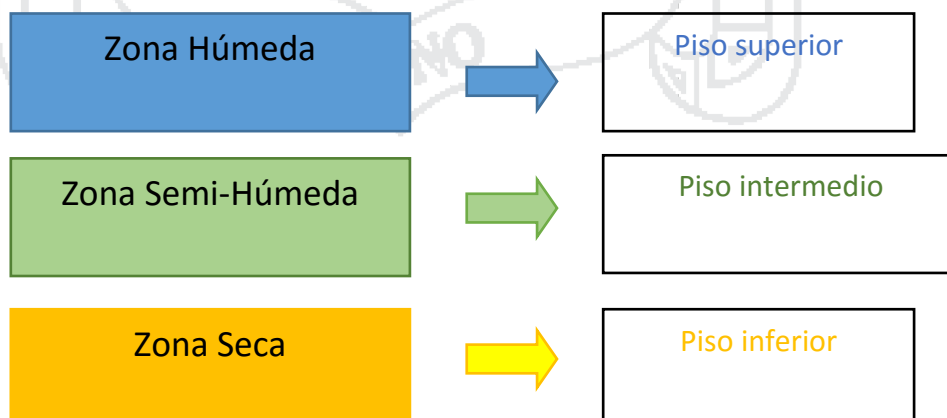 Zona Húmeda
Piso superior
Zona Semi-Húmeda
Piso intermedio
Zona Seca
Piso inferior